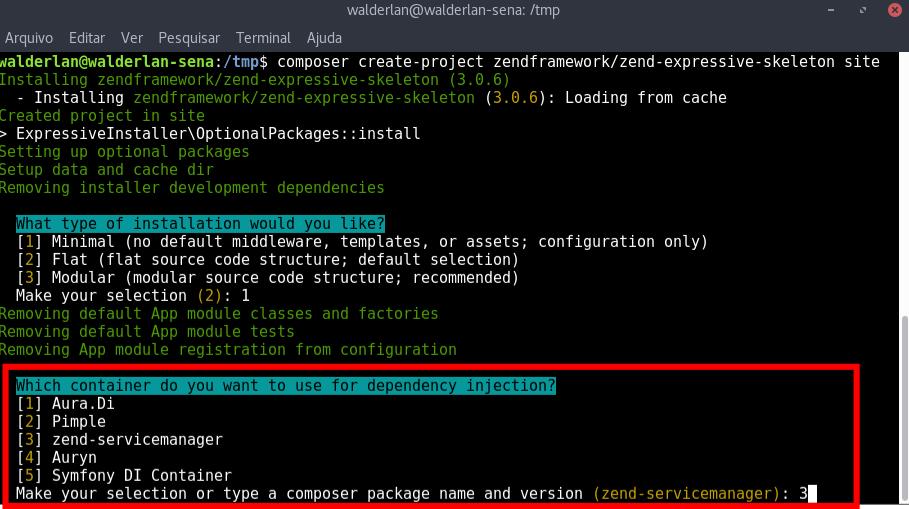 walderlan@walderlan-sena: /tmp
Arquivo Editar Ver Pesquisar Terminal Ajuda
walderlan@walderlan-sena:/tmp$ composer create-project zendframework/zend-expressive-skeleton site
Installing zendframework/zend-expressive-skeleton (3.0.6)
  - Installing zendframework/zend-expressive-skeleton (3.0.6): Loading from cache
Created project in site
> ExpressiveInstaller\OptionalPackages::install
Setting up optional packages
Setup data and cache dir
Removing installer development dependencies
  What type of installation would you like?
  [1] Minimal (no default middleware, templates, or assets; configuration only)
  [2] Flat (flat source code structure; default selection)
  [3] Modular (modular source code structure; recommended)
  Make your selection (2): 1
Removing default App module classes and factories
Removing default App module tests
Removing App module registration from configuration
  Which container do you want to use for dependency injection?
  [1] Aura.Di
  [2] Pimple
  [3] zend-servicemanager
  [4] Auryn
  [5] Symfony DI Container
  Make your selection or type a composer package name and version (zend-servicemanager): 3